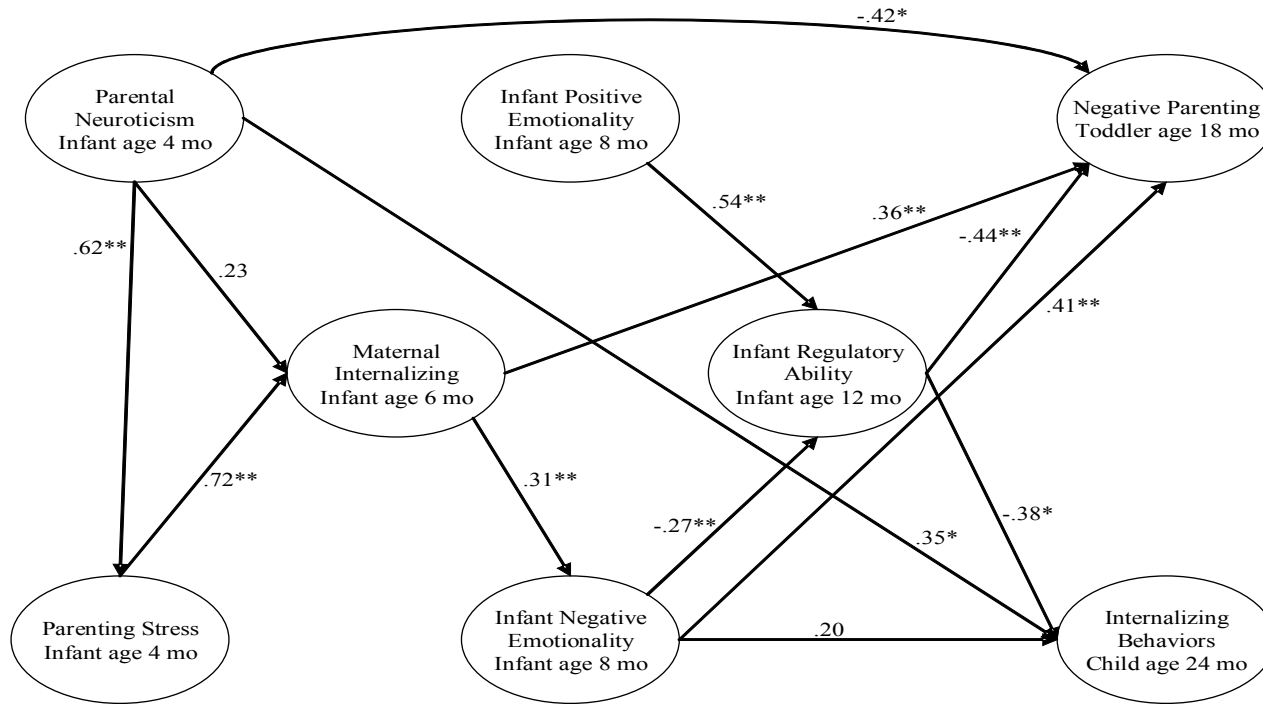 -.42*
Parental
Neuroticism
Infant age 4 mo
Infant Positive
Emotionality
Infant age 8 mo
Negative Parenting
Toddler age 18 mo
.54**
.36**
-.44**
.62**
.23
.41**
Maternal
Internalizing
Infant age 6 mo
Infant Regulatory
Ability
Infant age 12 mo
.72**
.31**
-.27**
.35*
-.38*
Parenting Stress
Infant age 4 mo
Infant Negative
Emotionality
Infant age 8 mo
.20
Internalizing
Behaviors
Child age 24 mo